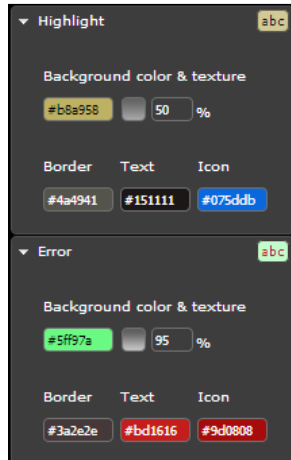 Highlight abc
Background color & texture
#b8a958 50 %
Border Text Icon
#4a4941 #151111 #075ddb
Error abc
Background color & texture
#5ff97a 95 %
Border Text Icon
#3a2e2e #bd1616 #9d0808